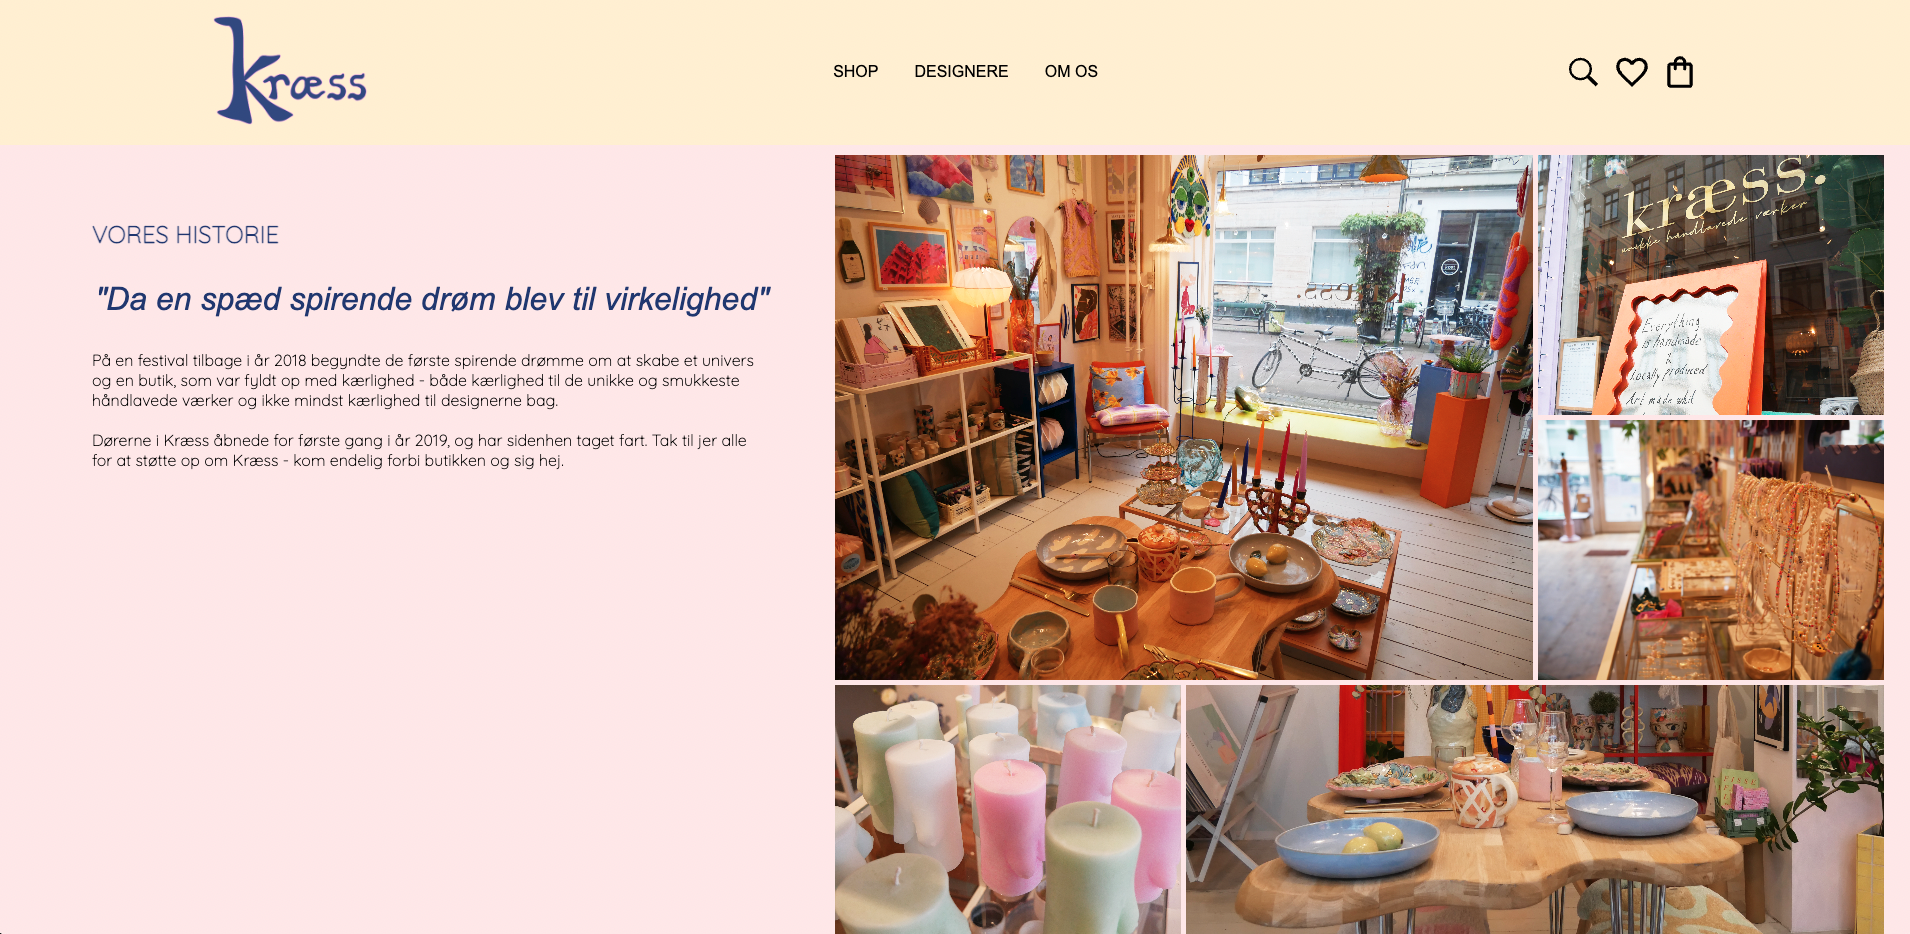 kræss
SHOP DESIGNERE OM OS
VORES HISTORIE
"Da en spæd spirende drøm blev til virkelighed"
På en festival tilbage i år 2018 begyndte de første spirende drømme om at skabe et univers
og en butik, som var fyldt op med kærlighed - både kærlighed til de unikke og smukkeste
håndlavede værker og ikke mindst kærlighed til designerne bag.
Dørerne i Kræss åbnede for første gang i år 2019, og har sidenhen taget fart. Tak til jer alle
for at støtte op om Kræss - kom endelig forbi butikken og sig hej.
kræss.
unikke handlavede værker
Everything
is handmade
&
locally produced
Art made whil